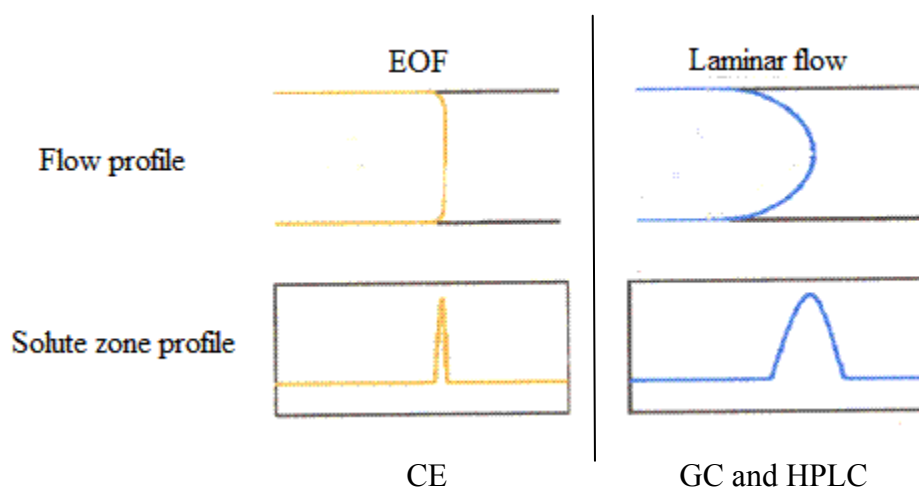 EOF
Laminar flow
Flow profile
Solute zone profile
CE
GC and HPLC